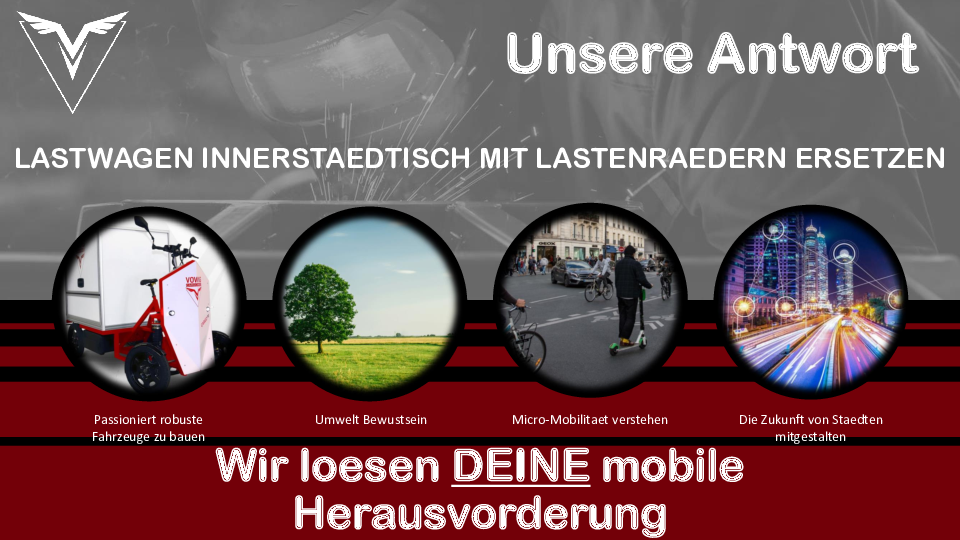 Unsere Antwort
LASTWAGEN INNERSTAEDTISCH MIT LASTENRAEDERN ERSETZEN
Passioniert robuste
Fahrzeuge zu bauen
Umwelt Bewustsein
Micro-Mobilitaet verstehen
Die Zukunft von Staedten
mitgestalten
Wir loesen DEINE mobile
Herausvorderung